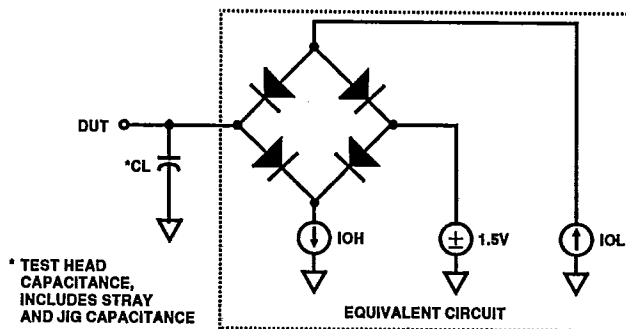 DUT
*CL
IOH
±
1.5V
IOL
* TEST HEAD
CAPACITANCE,
INCLUDES STRAY
AND JIG CAPACITANCE
EQUIVALENT CIRCUIT